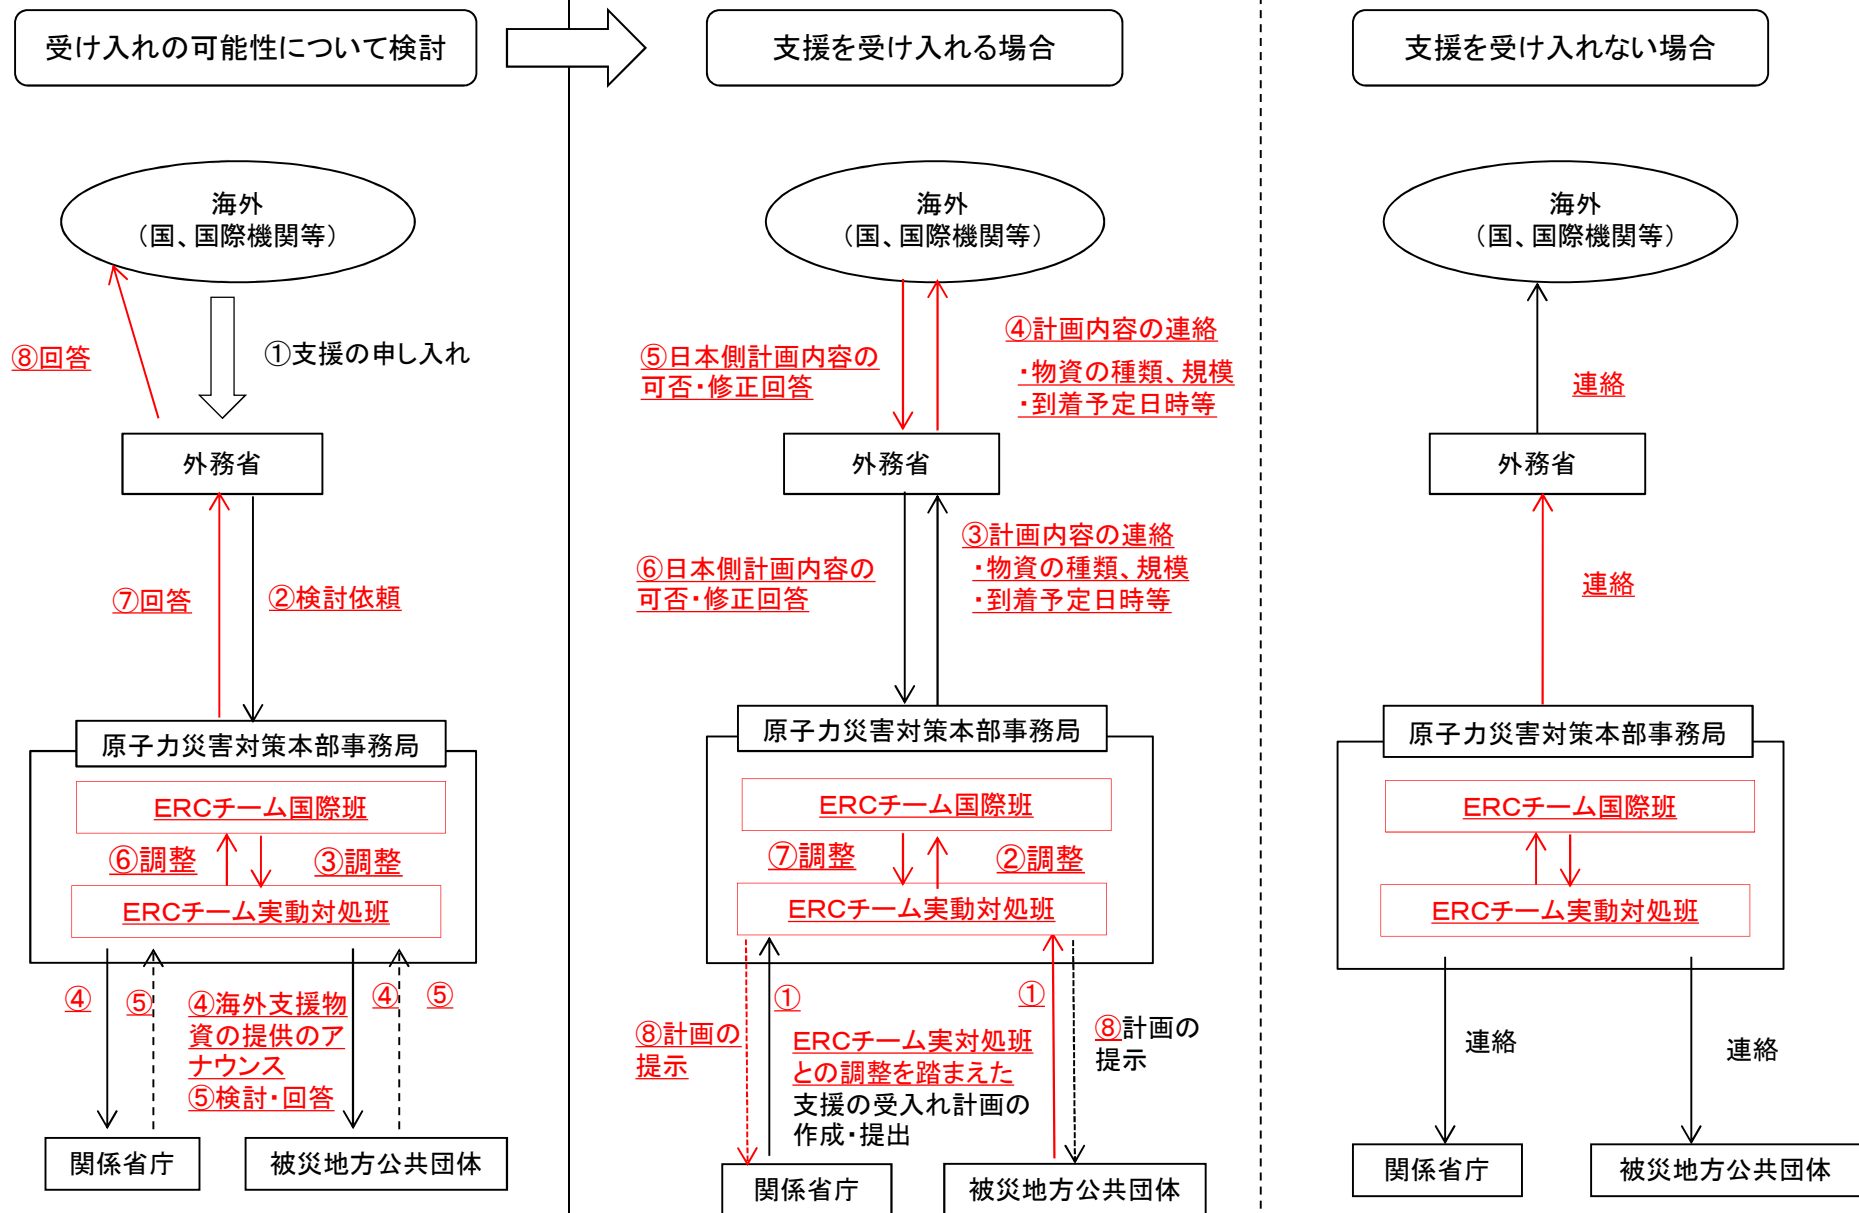 受け入れの可能性について検討
海外
（国、国際機関等）
⑧回答
①支援の申し入れ
外務省
⑦回答
②検討依頼
原子力災害対策本部事務局
ERCチーム国際班
⑥調整
③調整
ERCチーム実動対処班
④
⑤
④海外支援物
資の提供のア
ナウンス
⑤検討・回答
④
⑤
関係省庁
被災地方公共団体
支援を受け入れる場合
海外
（国、国際機関等）
⑤日本側計画内容の
可否・修正回答
④計画内容の連絡
・物資の種類、規模
・到着予定日時等
外務省
⑥日本側計画内容の
可否・修正回答
③計画内容の連絡
・物資の種類、規模
・到着予定日時等
原子力災害対策本部事務局
ERCチーム国際班
⑦調整
②調整
ERCチーム実動対処班
⑧計画の
提示
①
ERCチーム実対処班
との調整を踏まえた
支援の受入れ計画の
作成・提出
①
⑧計画の
提示
関係省庁
被災地方公共団体
支援を受け入れない場合
海外
（国、国際機関等）
連絡
外務省
連絡
原子力災害対策本部事務局
ERCチーム国際班
ERCチーム実動対処班
連絡
連絡
関係省庁
被災地方公共団体